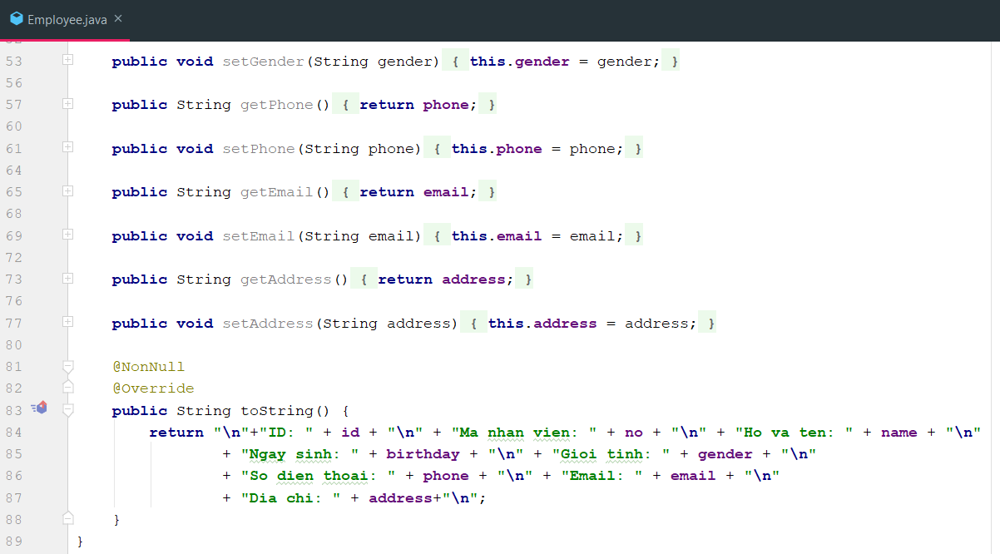 Employee.java
53 public void setGender(String gender) { this.gender = gender; }
56
57 public String getPhone() { return phone; }
60
61 public void setPhone(String phone) { this.phone = phone; }
64
65 public String getEmail() { return email; }
68
69 public void setEmail(String email) { this.email = email; }
72
73 public String getAddress() { return address; }
76
77 public void setAddress(String address) { this.address = address; }
80
81 @NonNull
82 @Override
83 public String toString() {
84 return "\n"+"ID: " + id + "\n" + "Ma nhan vien: " + no + "\n" + "Ho va ten: " + name + "\n"
85 + "Ngay sinh: " + birthday + "\n" + "Gioi tinh: " + gender + "\n"
86 + "So dien thoai: " + phone + "\n" + "Email: " + email + "\n"
87 + "Dia chi: " + address+"\n";
88 }
89 }